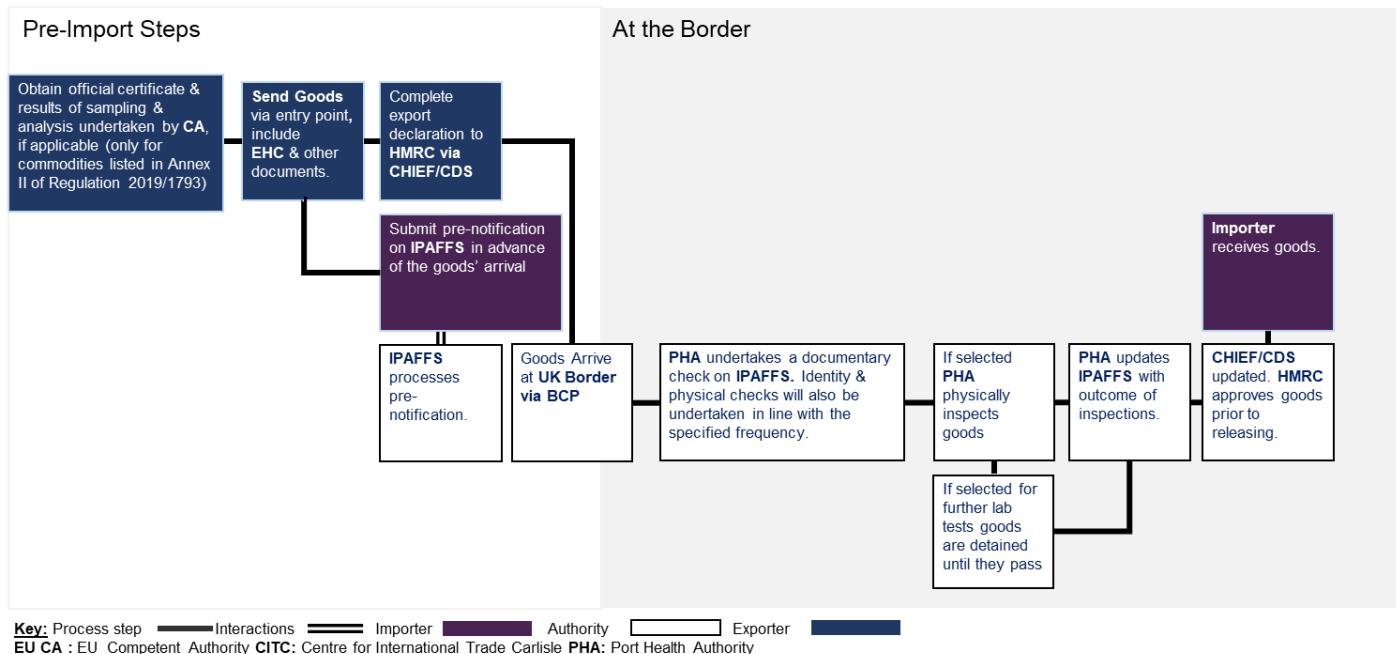 Pre-Import Steps
At the Border
Obtain official certificate &
results of sampling &
analysis undertaken by CA,
if applicable (only for
commodities listed in Annex
II of Regulation 2019/1793)
Send Goods
via entry point,
include
EHC & other
documents.
Complete
export
declaration to
HMRC via
CHIEF/CDS
Submit pre-notification
on IPAFFS in advance
of the goods' arrival
Importer
receives goods.
IPAFFS
processes
pre-
notification.
Goods Arrive
at UK Border
via BCP
PHA undertakes a documentary
check on IPAFFS. Identity &
physical checks will also be
undertaken in line with the
specified frequency.
If selected
PHA
physically
inspects
goods
PHA updates
IPAFFS with
outcome of
inspections.
CHIEF/CDS
updated. HMRC
approves goods
prior to
releasing.
If selected for
further lab
tests goods
are detained
until they pass
Key: Process step Interactions Importer Authority Exporter
EU CA : EU Competent Authority CITC: Centre for International Trade Carlisle PHA: Port Health Authority